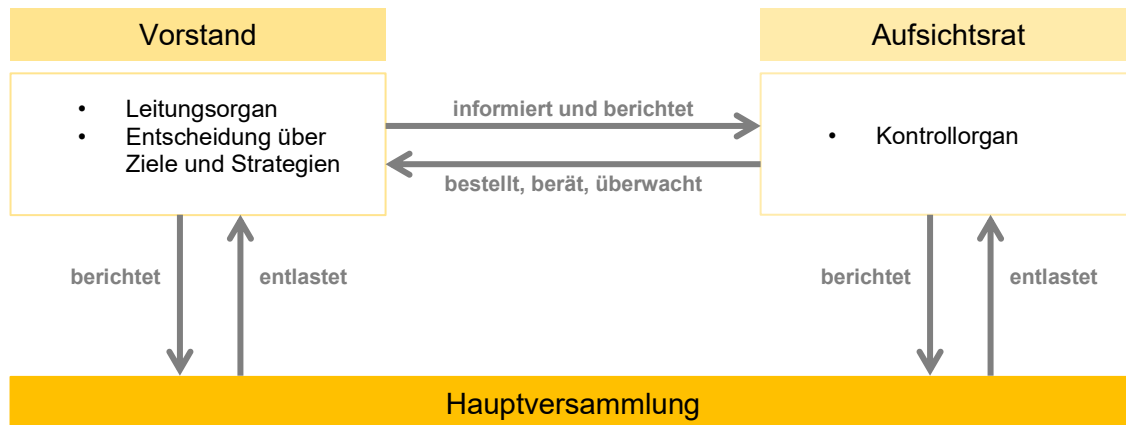 Vorstand
Aufsichtsrat
• Leitungsorgan
• Entscheidung über
Ziele und Strategien
informiert und berichtet
bestellt, berät, überwacht
• Kontrollorgan
berichtet
entlastet
berichtet
entlastet
Hauptversammlung